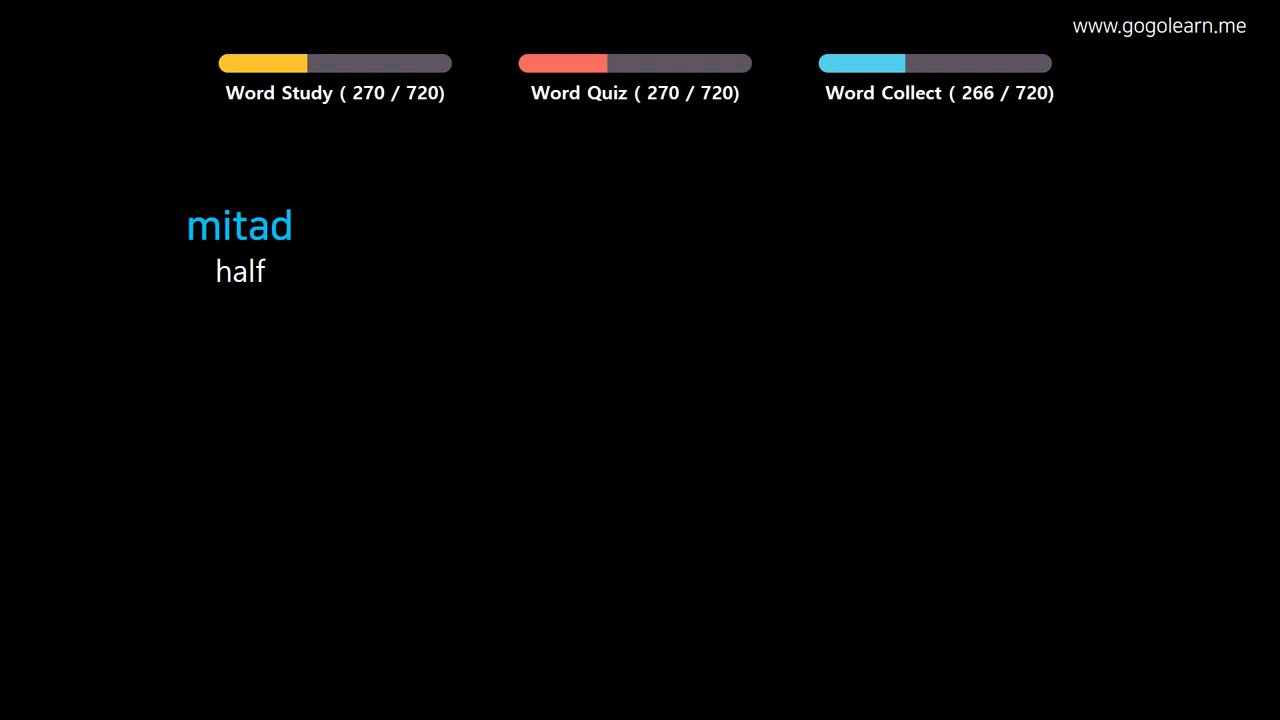 www.gogolearn.me
Word Study ( 270 / 720)
Word Quiz ( 270 / 720)
Word Collect ( 266 / 720)
mitad
half